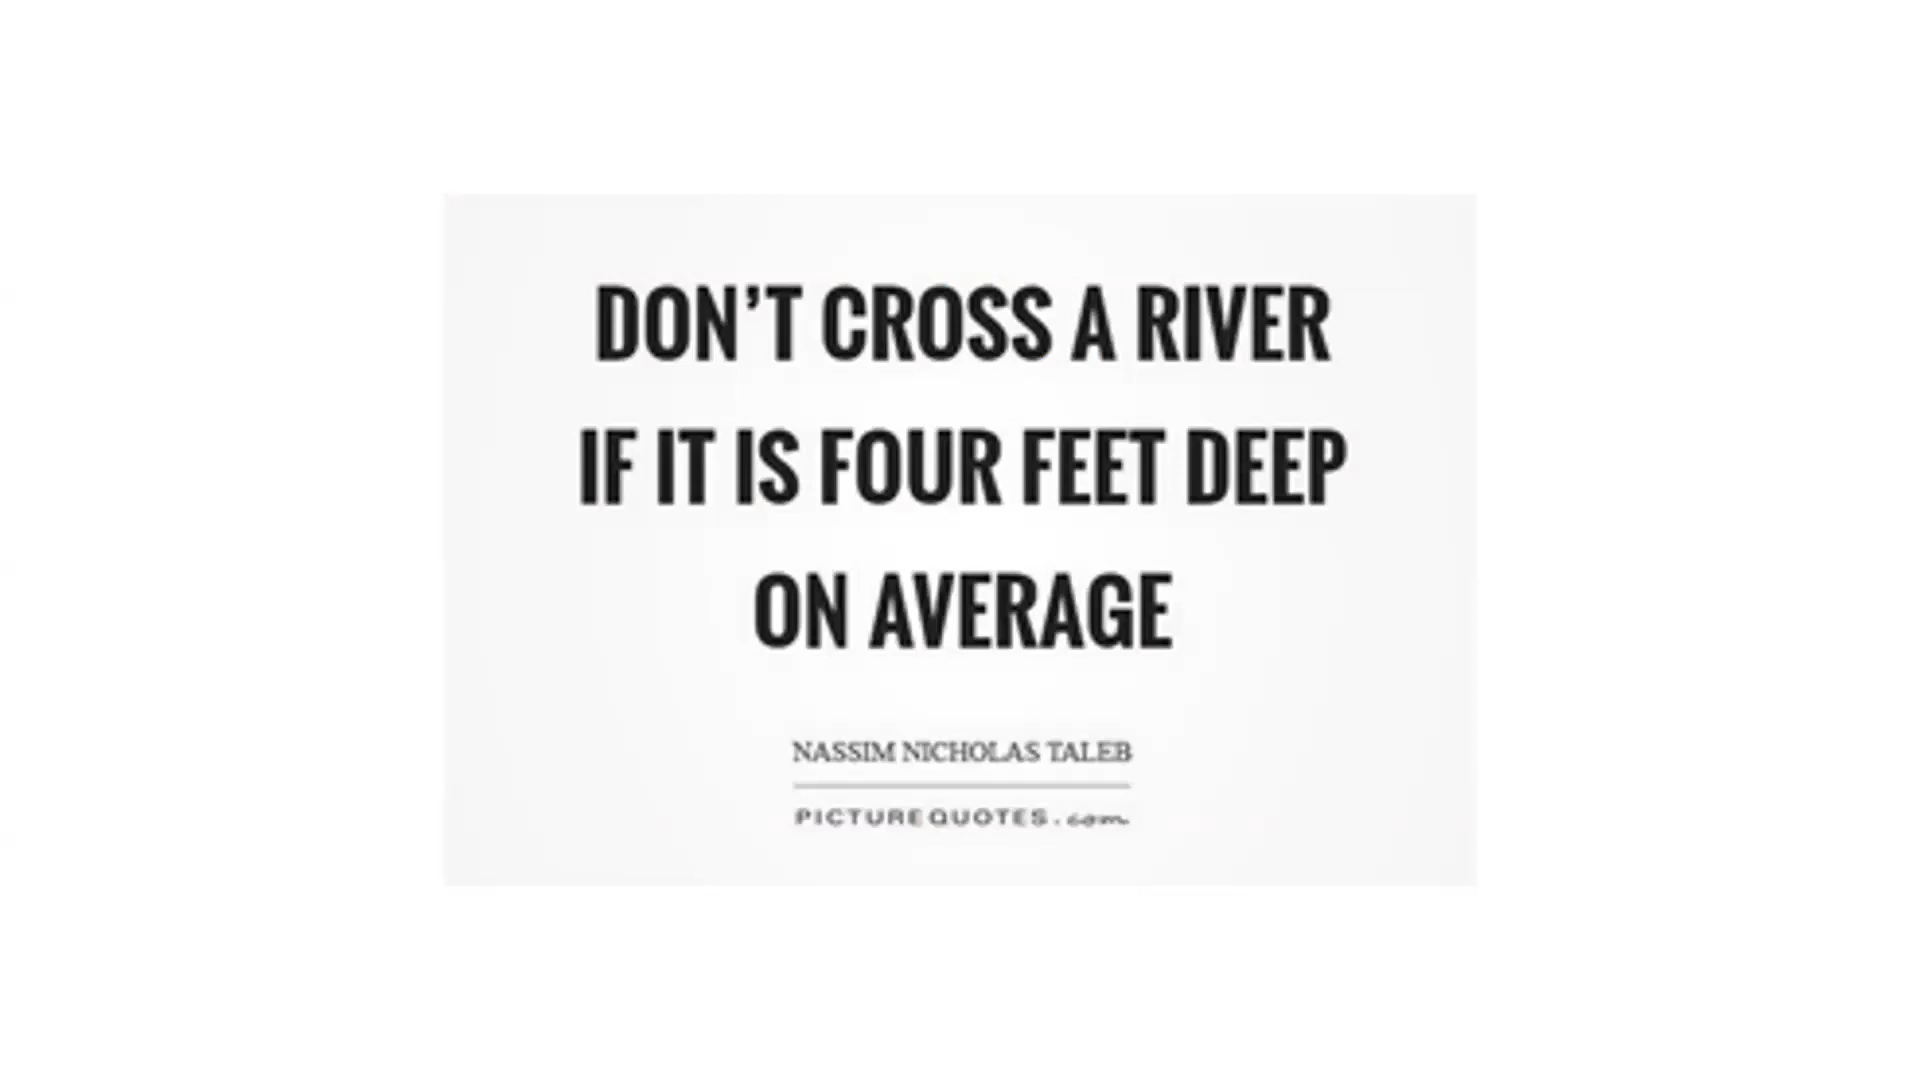 DON’T CROSS A RIVER
IF IT IS FOUR FEET DEEP
ON AVERAGE
NASSIM NICHOLAS TALEB
PICTUREQUOTES.com